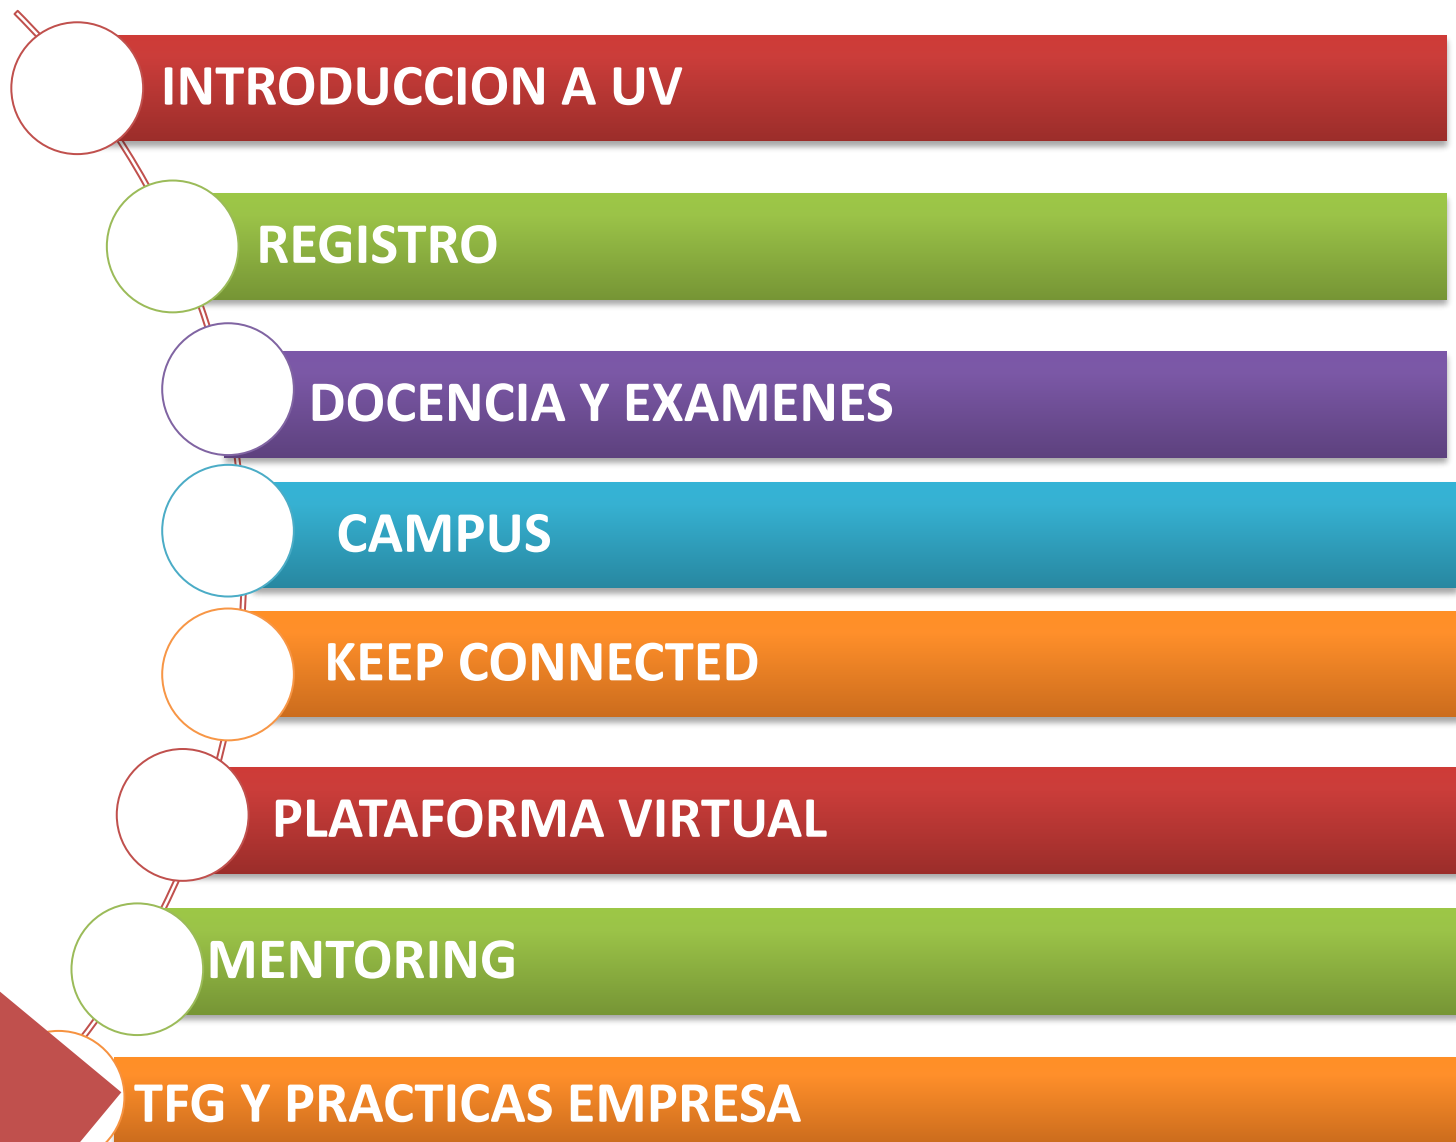 INTRODUCCION A UV
REGISTRO
DOCENCIA Y EXAMENES
CAMPUS
KEEP CONNECTED
PLATAFORMA VIRTUAL
MENTORING
TFG Y PRACTICAS EMPRESA